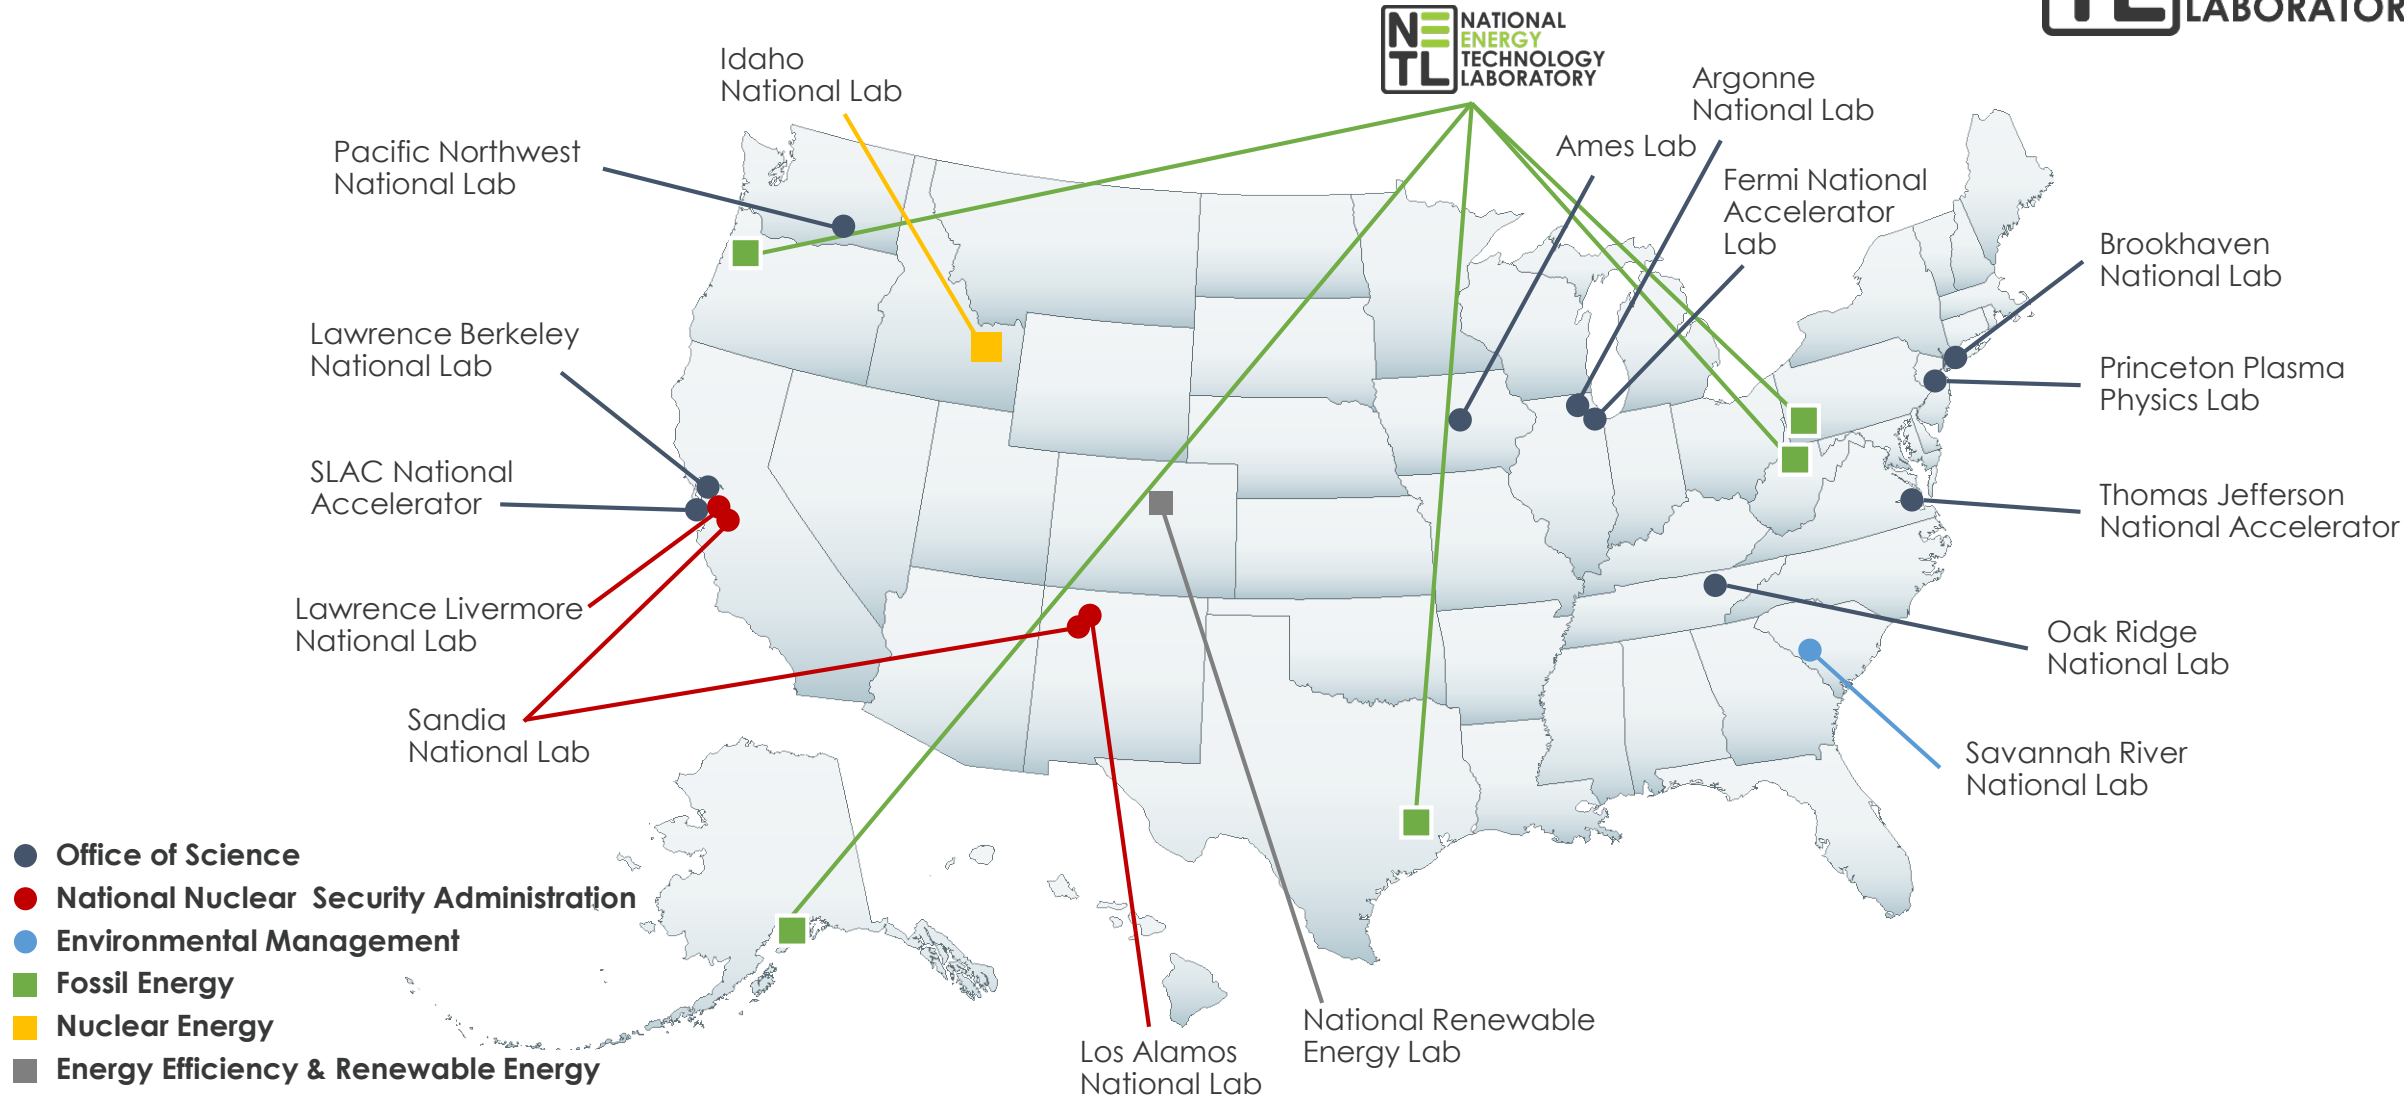 NATIONAL
ENERGY
TECHNOLOGY
LABORATORY
NE
TL
TL
Idaho
National Lab
Argonne
National Lab
Pacific Northwest
National Lab
Ames Lab
Fermi National
Accelerator
Lab
Brookhaven
National Lab
Lawrence Berkeley
National Lab
Princeton Plasma
Physics Lab
SLAC National
Accelerator
Thomas Jefferson
National Accelerator
Lawrence Livermore
National Lab
Oak Ridge
National Lab
Sandia
National Lab
Savannah River
National Lab
Office of Science
National Nuclear  Security Administration
Environmental Management
Fossil Energy
Nuclear Energy
Energy Efficiency & Renewable Energy
National Renewable
Energy Lab
Los Alamos
National Lab